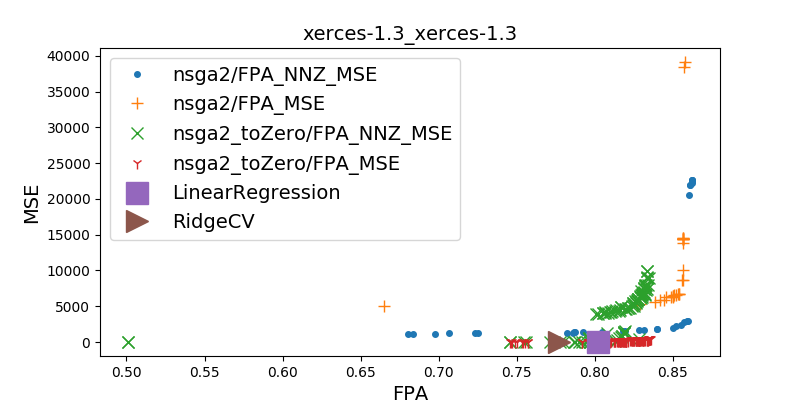 xerces-1.3_xerces-1.3
40000
35000
30000
25000
20000
15000
10000
5000
0
MSE
nsga2/FPA_NNZ_MSE
nsga2/FPA_MSE
nsga2_toZero/FPA_NNZ_MSE
nsga2_toZero/FPA_MSE
LinearRegression
RidgeCV
0.50 0.55 0.60 0.65 0.70 0.75 0.80 0.85
FPA